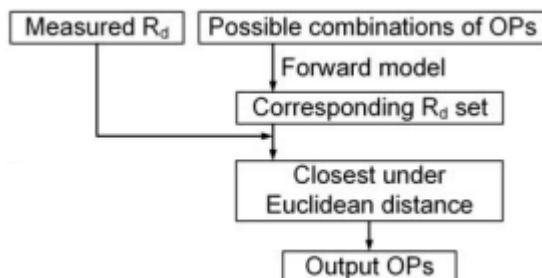 Measured Rd
Possible combinations of OPs
Forward model
Corresponding Rd set
Closest under
Euclidean distance
Output OPs